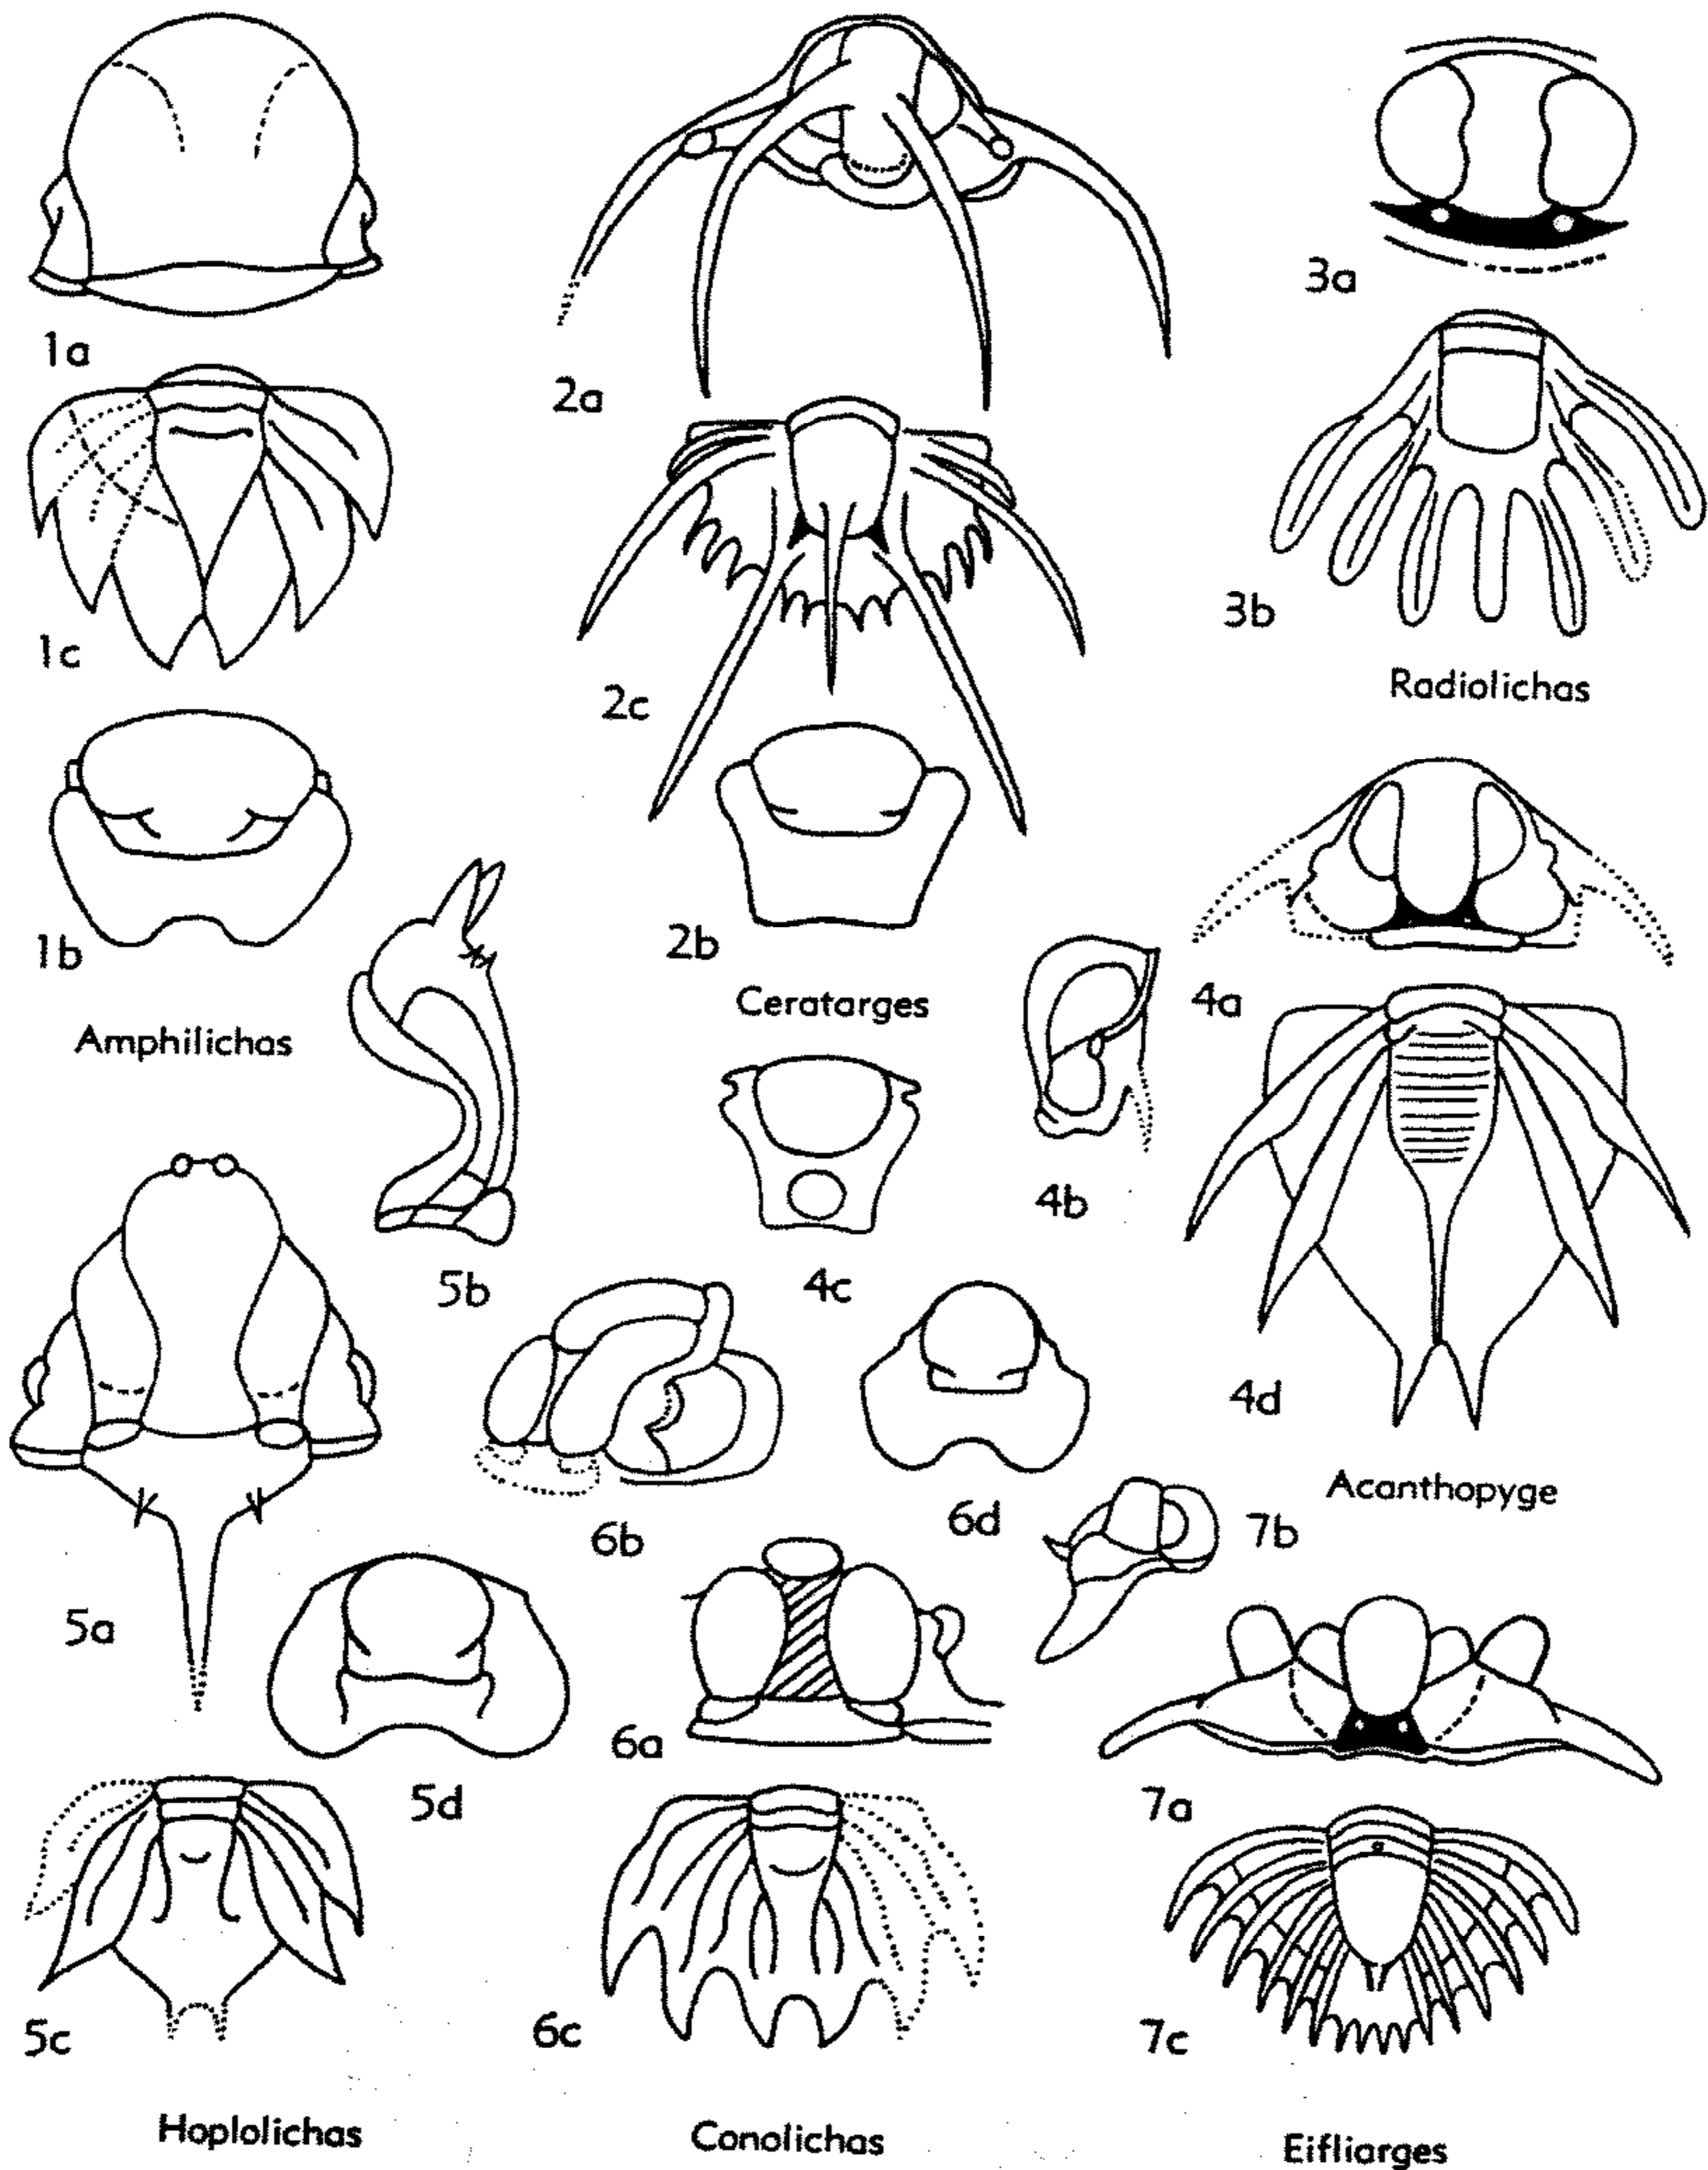 1a
2a
3a
1c
2c
3b
Radiolichas
1b
2b
Amphilichas
Ceratarges
4a
4b
5b
4c
4d
Acanthopyge
6b
6d
7b
5a
6a
5d
7a
5c
6c
7c
Hoplolichas
Conolichas
Eifliarges